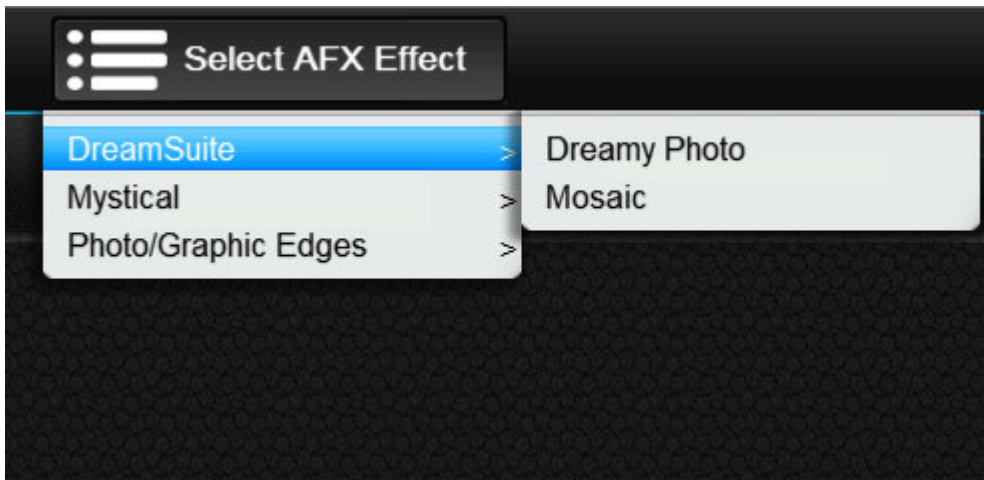 Select AFX Effect
DreamSuite >
Mystical >
Photo/Graphic Edges >
Dreamy Photo
Mosaic